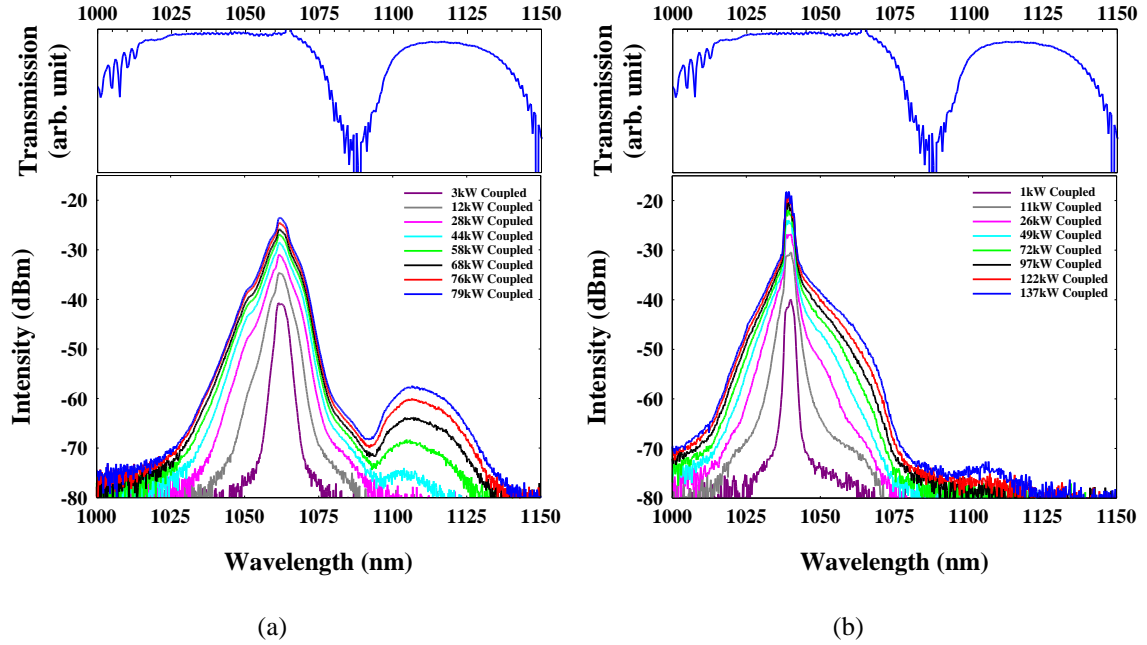 1000 1025 1050 1075 1100 1125 1150
Transmission
(arb. unit)
-20
-30
-40
-50
-60
-70
-80
Intensity (dBm)
3kW Coupled
12kW Coupled
28kW Coupled
44kW Coupled
58kW Coupled
68kW Coupled
76kW Coupled
79kW Coupled
1000 1025 1050 1075 1100 1125 1150
Wavelength (nm)
(a)
1000 1025 1050 1075 1100 1125 1150
Transmission
(arb. unit)
-20
-30
-40
-50
-60
-70
-80
Intensity (dBm)
1kW Coupled
11kW Coupled
26kW Coupled
49kW Coupled
72kW Coupled
97kW Coupled
122kW Coupled
137kW Coupled
1000 1025 1050 1075 1100 1125 1150
Wavelength (nm)
(b)